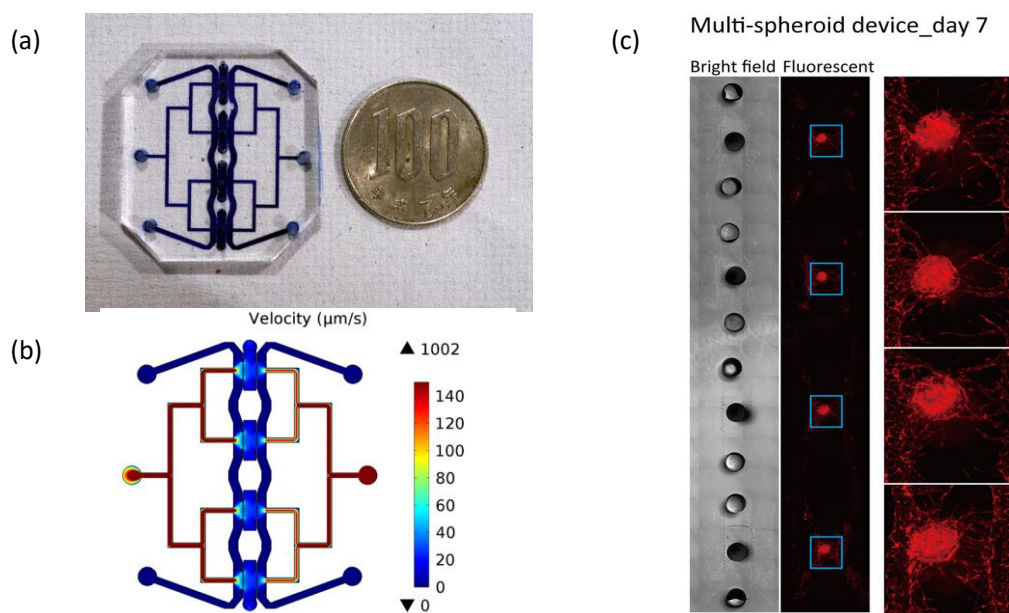 (a)
100
(b)
Velocity (μm/s)
▲ 1002
140
120
100
80
60
40
20
0
▼ 0
(c)
Multi-spheroid device_day 7
Bright field Fluorescent